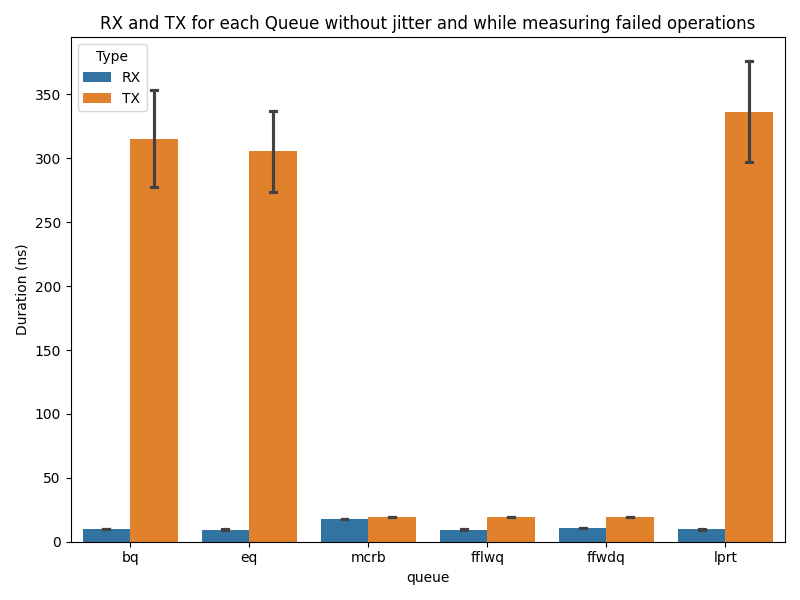 RX and TX for each Queue without jitter and while measuring failed operations
Type
RX
TX
350
300
250
200
150
100
50
0
Duration (ns)
bq eq mcrb fflwq ffwdq lprt
queue